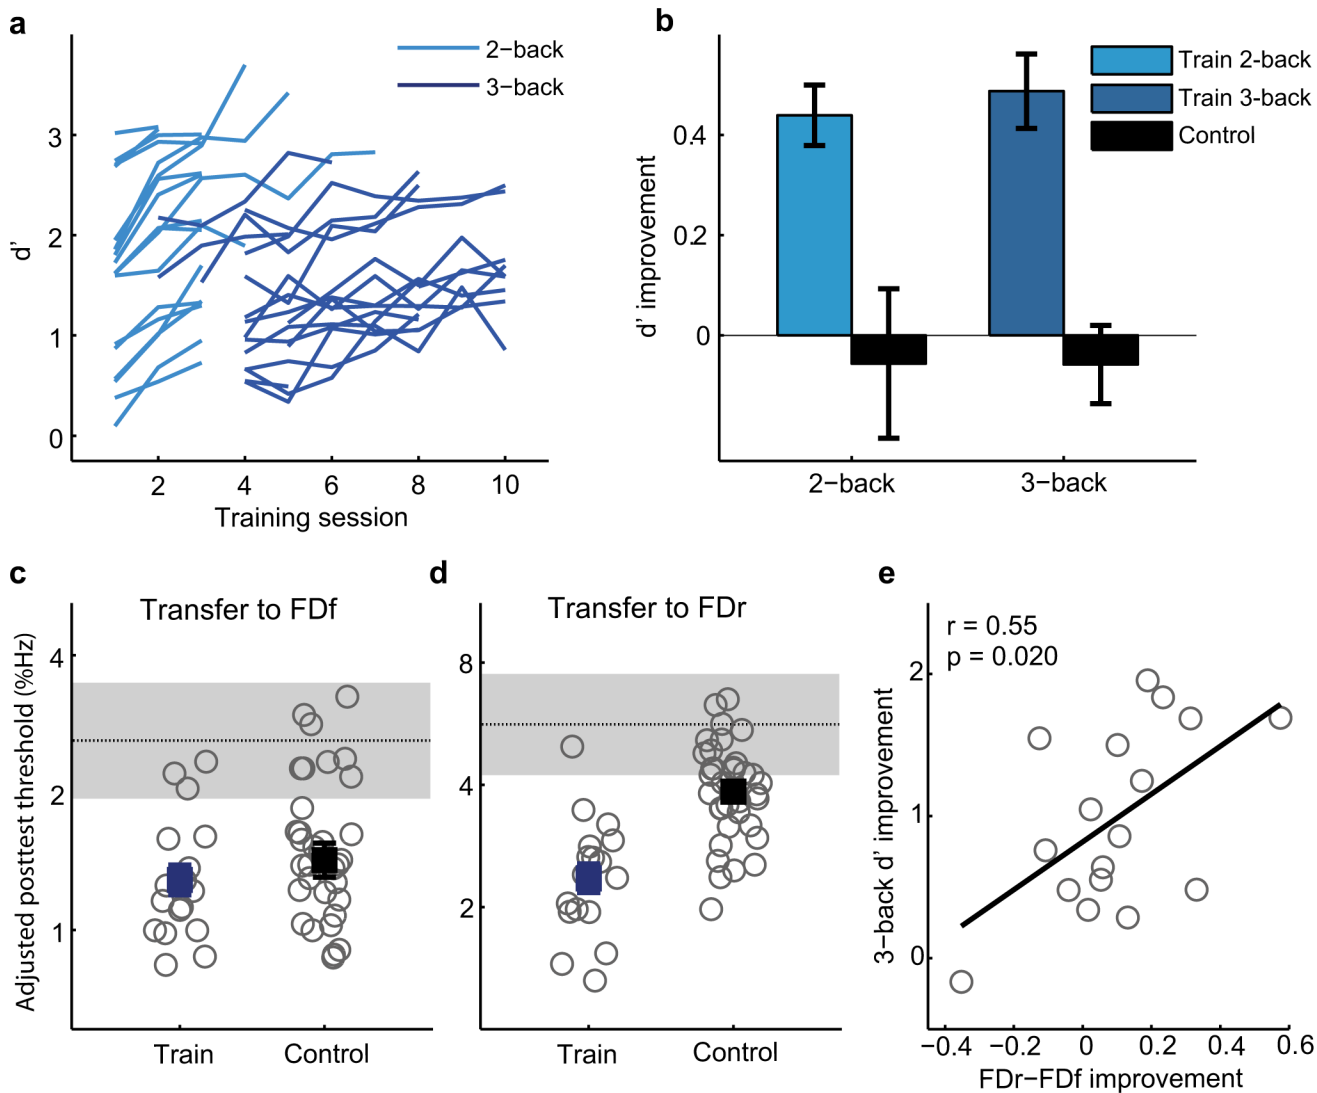 a
2−back
3−back
3
2
1
0
d’
2
4
6
8
10
Training session
b
Train 2-back
Train 3-back
Control
0.4
0.2
0
d’ improvement
2−back
3−back
c
Transfer to FDf
4
2
1
Adjusted posttest threshold (%Hz)
Train
Control
d
Transfer to FDr
8
4
2
Train
Control
e
r = 0.55
p = 0.020
2
1
0
3−back d’ improvement
−0.4
−0.2
0
0.2
0.4
0.6
FDr−FDf improvement